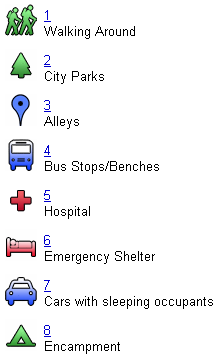 1
Walking Around
2
City Parks
3
Alleys
4
Bus Stops/Benches
5
Hospital
6
Emergency Shelter
7
Cars with sleeping occupants
8
Encampment